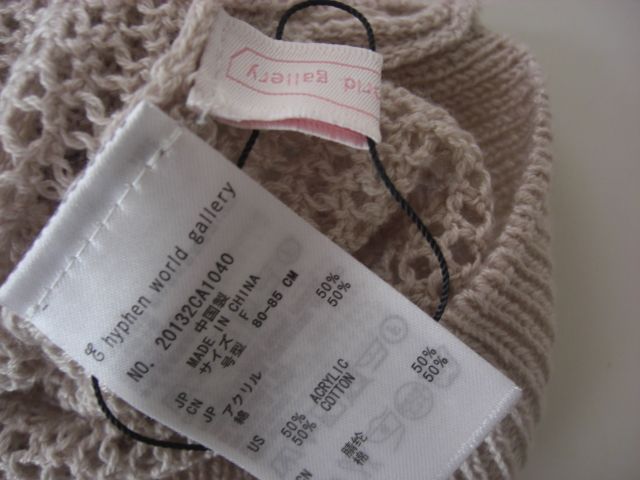 rld gallery
E hyphen world gallery
NO. 20132CA1040
中国製
MADE IN CHINA
JP サイズ F
CN 号型 80-85 CM
JP アクリル 50%
綿 50%
US 50% ACRYLIC
50% COTTON
CN 腈纶 50%
棉 50%